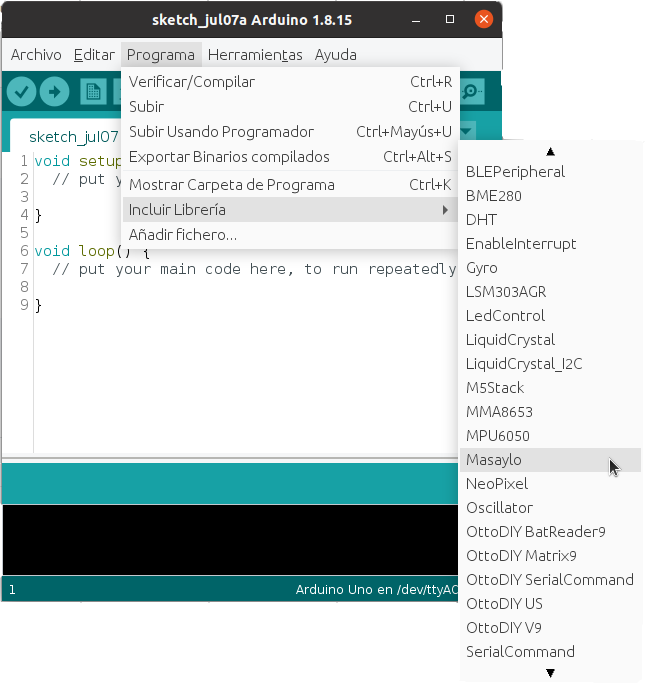 sketch_jul07a Arduino 1.8.15
Archivo Editar Programa Herramientas Ayuda
Verificar/Compilar Ctrl+R
Subir Ctrl+U
Subir Usando Programador Ctrl+Mayús+U
Exportar Binarios compilados Ctrl+Alt+S
Mostrar Carpeta de Programa Ctrl+K
Incluir Librería
Añadir fichero...
sketch_jul07
1 void setup
2 // put y
3
4 }
5
6 void loop() {
7 // put your main code here, to run repeatedly
8
9 }
BLEPeripheral
BME280
DHT
EnableInterrupt
Gyro
LSM303AGR
LedControl
LiquidCrystal
LiquidCrystal_I2C
M5Stack
MMA8653
MPU6050
Masaylo
NeoPixel
Oscillator
OttoDIY BatReader9
OttoDIY Matrix9
OttoDIY SerialCommand
OttoDIY US
OttoDIY V9
SerialCommand
1 Arduino Uno en /dev/ttyAC